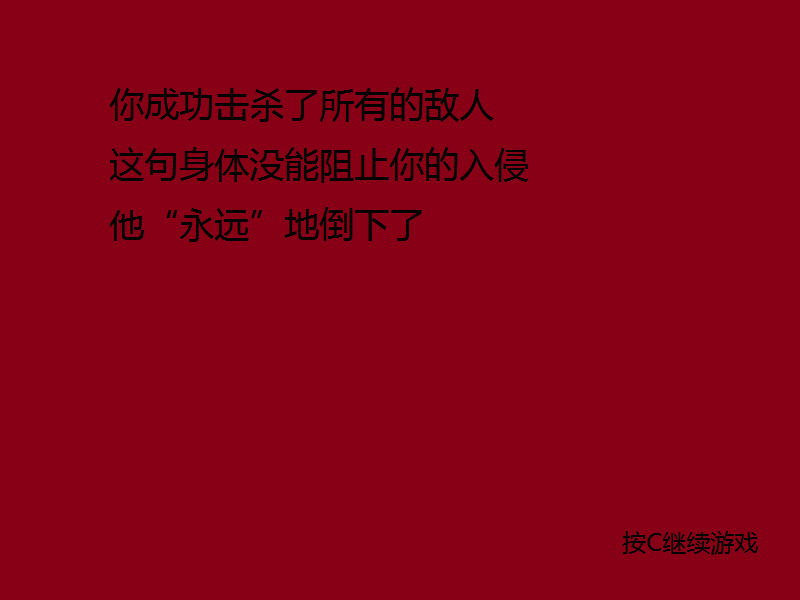 你成功击杀了所有的敌人
这句身体没能阻止你的入侵
他“永远”地倒下了
按C继续游戏